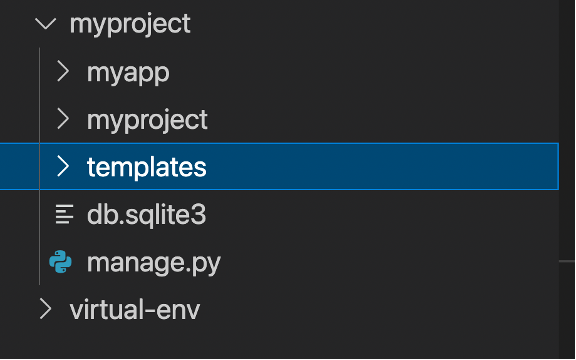 myproject
myapp
myproject
templates
db.sqlite3
manage.py
virtual-env